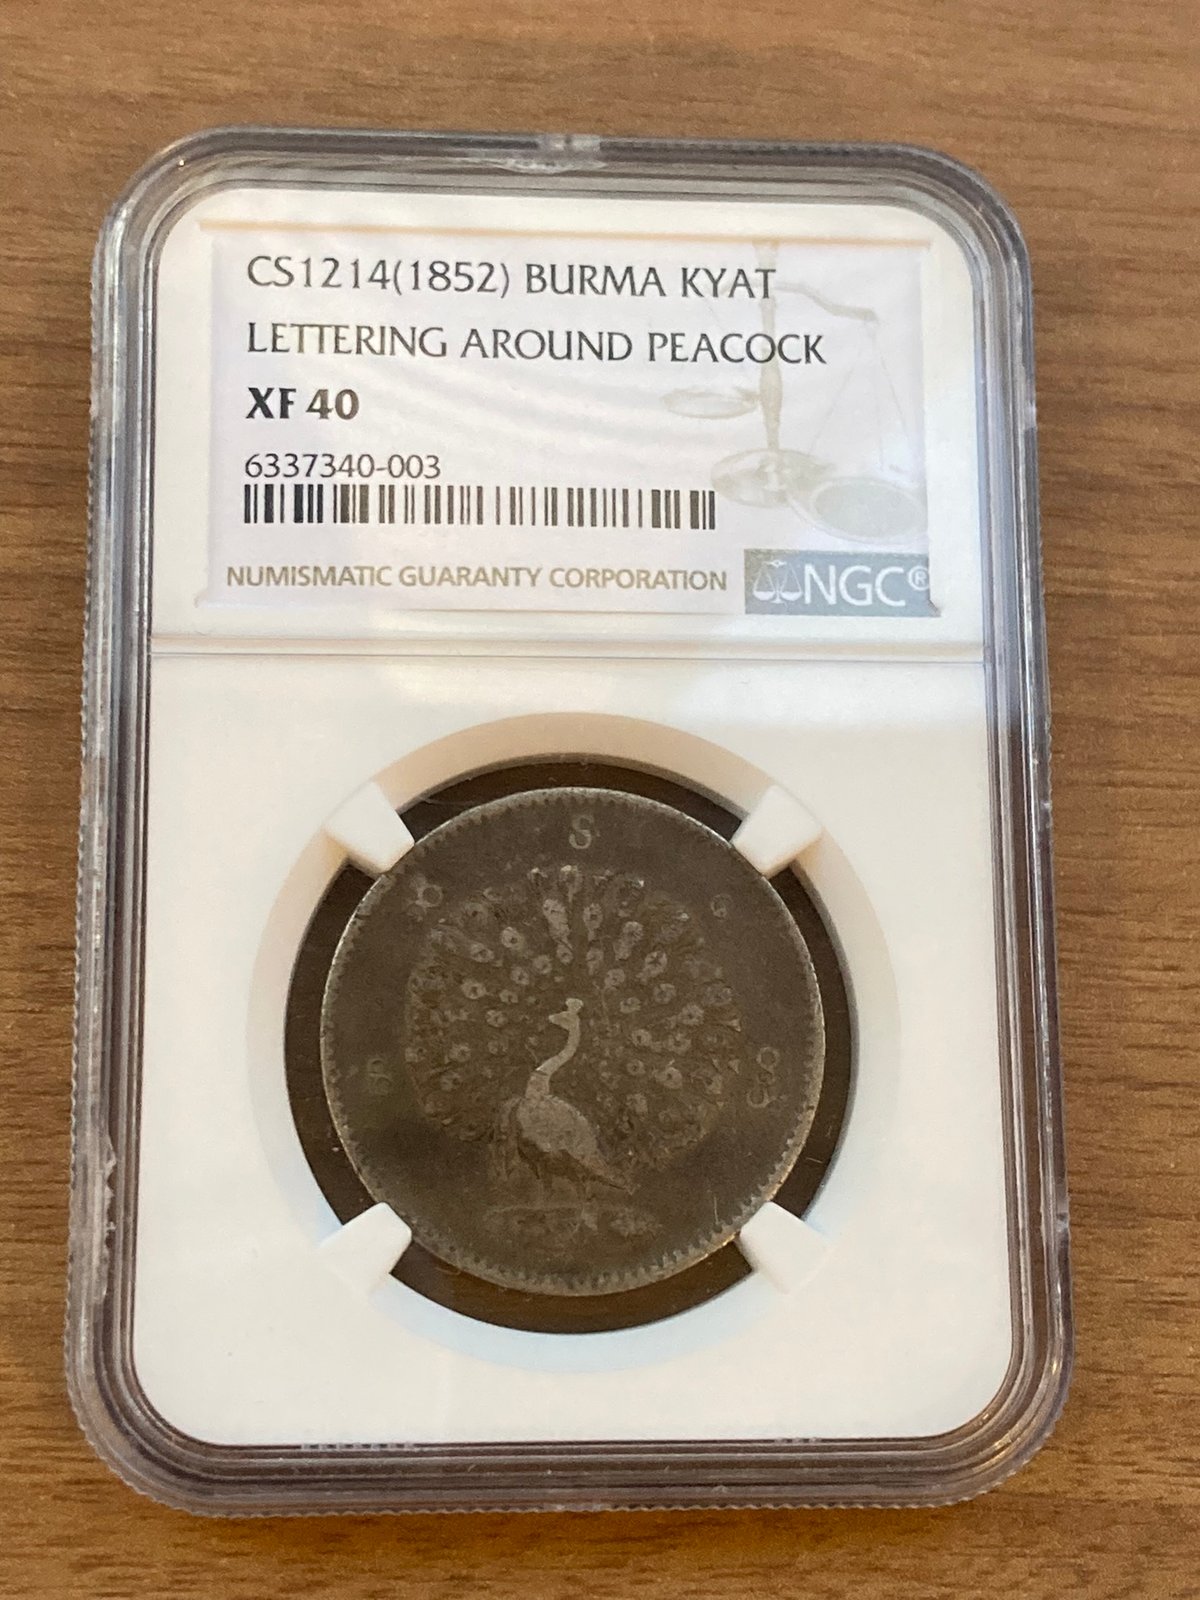 CS1214(1852) BURMA KYAT
LETTERING AROUND PEACOCK
XF 40
6337340-003
NUMISMATIC GUARANTY CORPORATION NGC®